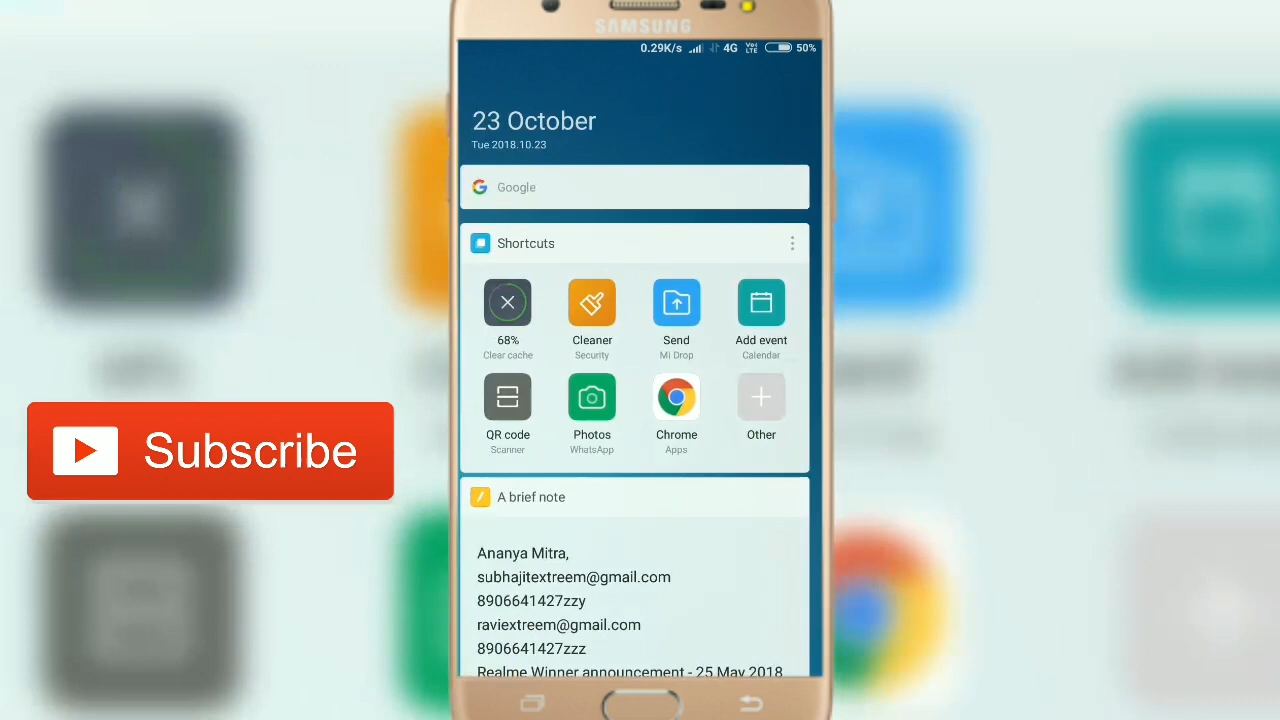 SAMSUNG
0.29K/s 4G Vo) LTE 50%
23 October
Tue 2018.10.23
Google
Shortcuts
68% Cleaner Send Add event
Clear cache Security Mi Drop Calendar
QR code Photos Chrome Other
Scanner WhatsApp Apps
Subscribe
A brief note
Ananya Mitra,
subhajitextreem@gmail.com
8906641427zzy
raviextreem@gmail.com
8906641427zzz
Realme Winner announcement - 25 May 2018